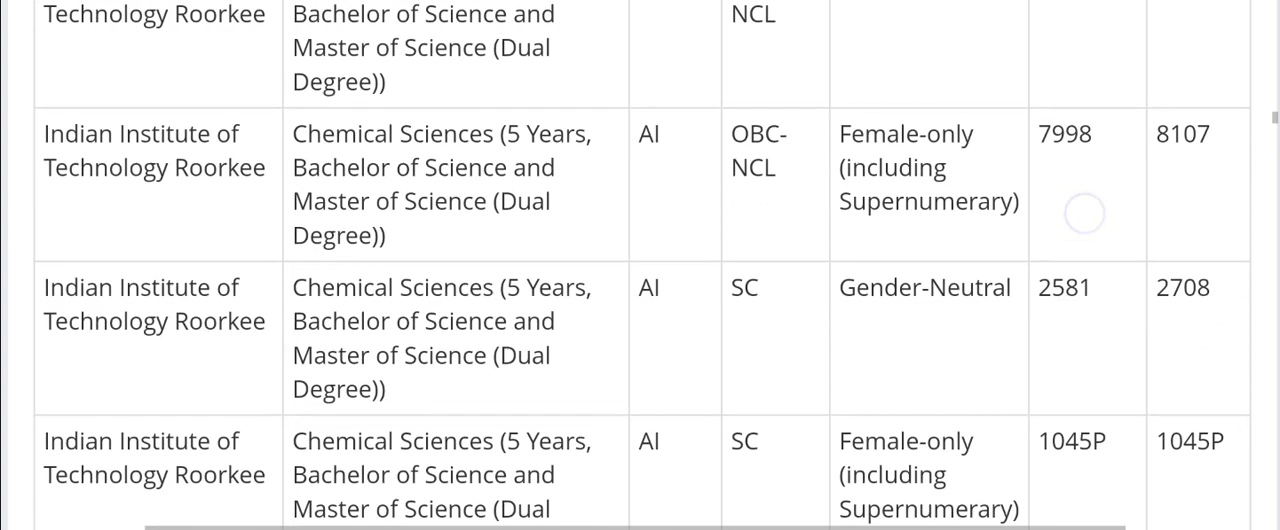 Technology Roorkee Bachelor of Science and NCL
Master of Science (Dual
Degree))
Indian Institute of Chemical Sciences (5 Years, AI OBC- Female-only 7998 8107
Technology Roorkee Bachelor of Science and NCL (including
Master of Science (Dual Supernumerary)
Degree))
Indian Institute of Chemical Sciences (5 Years, AI SC Gender-Neutral 2581 2708
Technology Roorkee Bachelor of Science and
Master of Science (Dual
Degree))
Indian Institute of Chemical Sciences (5 Years, AI SC Female-only 1045P 1045P
Technology Roorkee Bachelor of Science and (including
Master of Science (Dual Supernumerary)